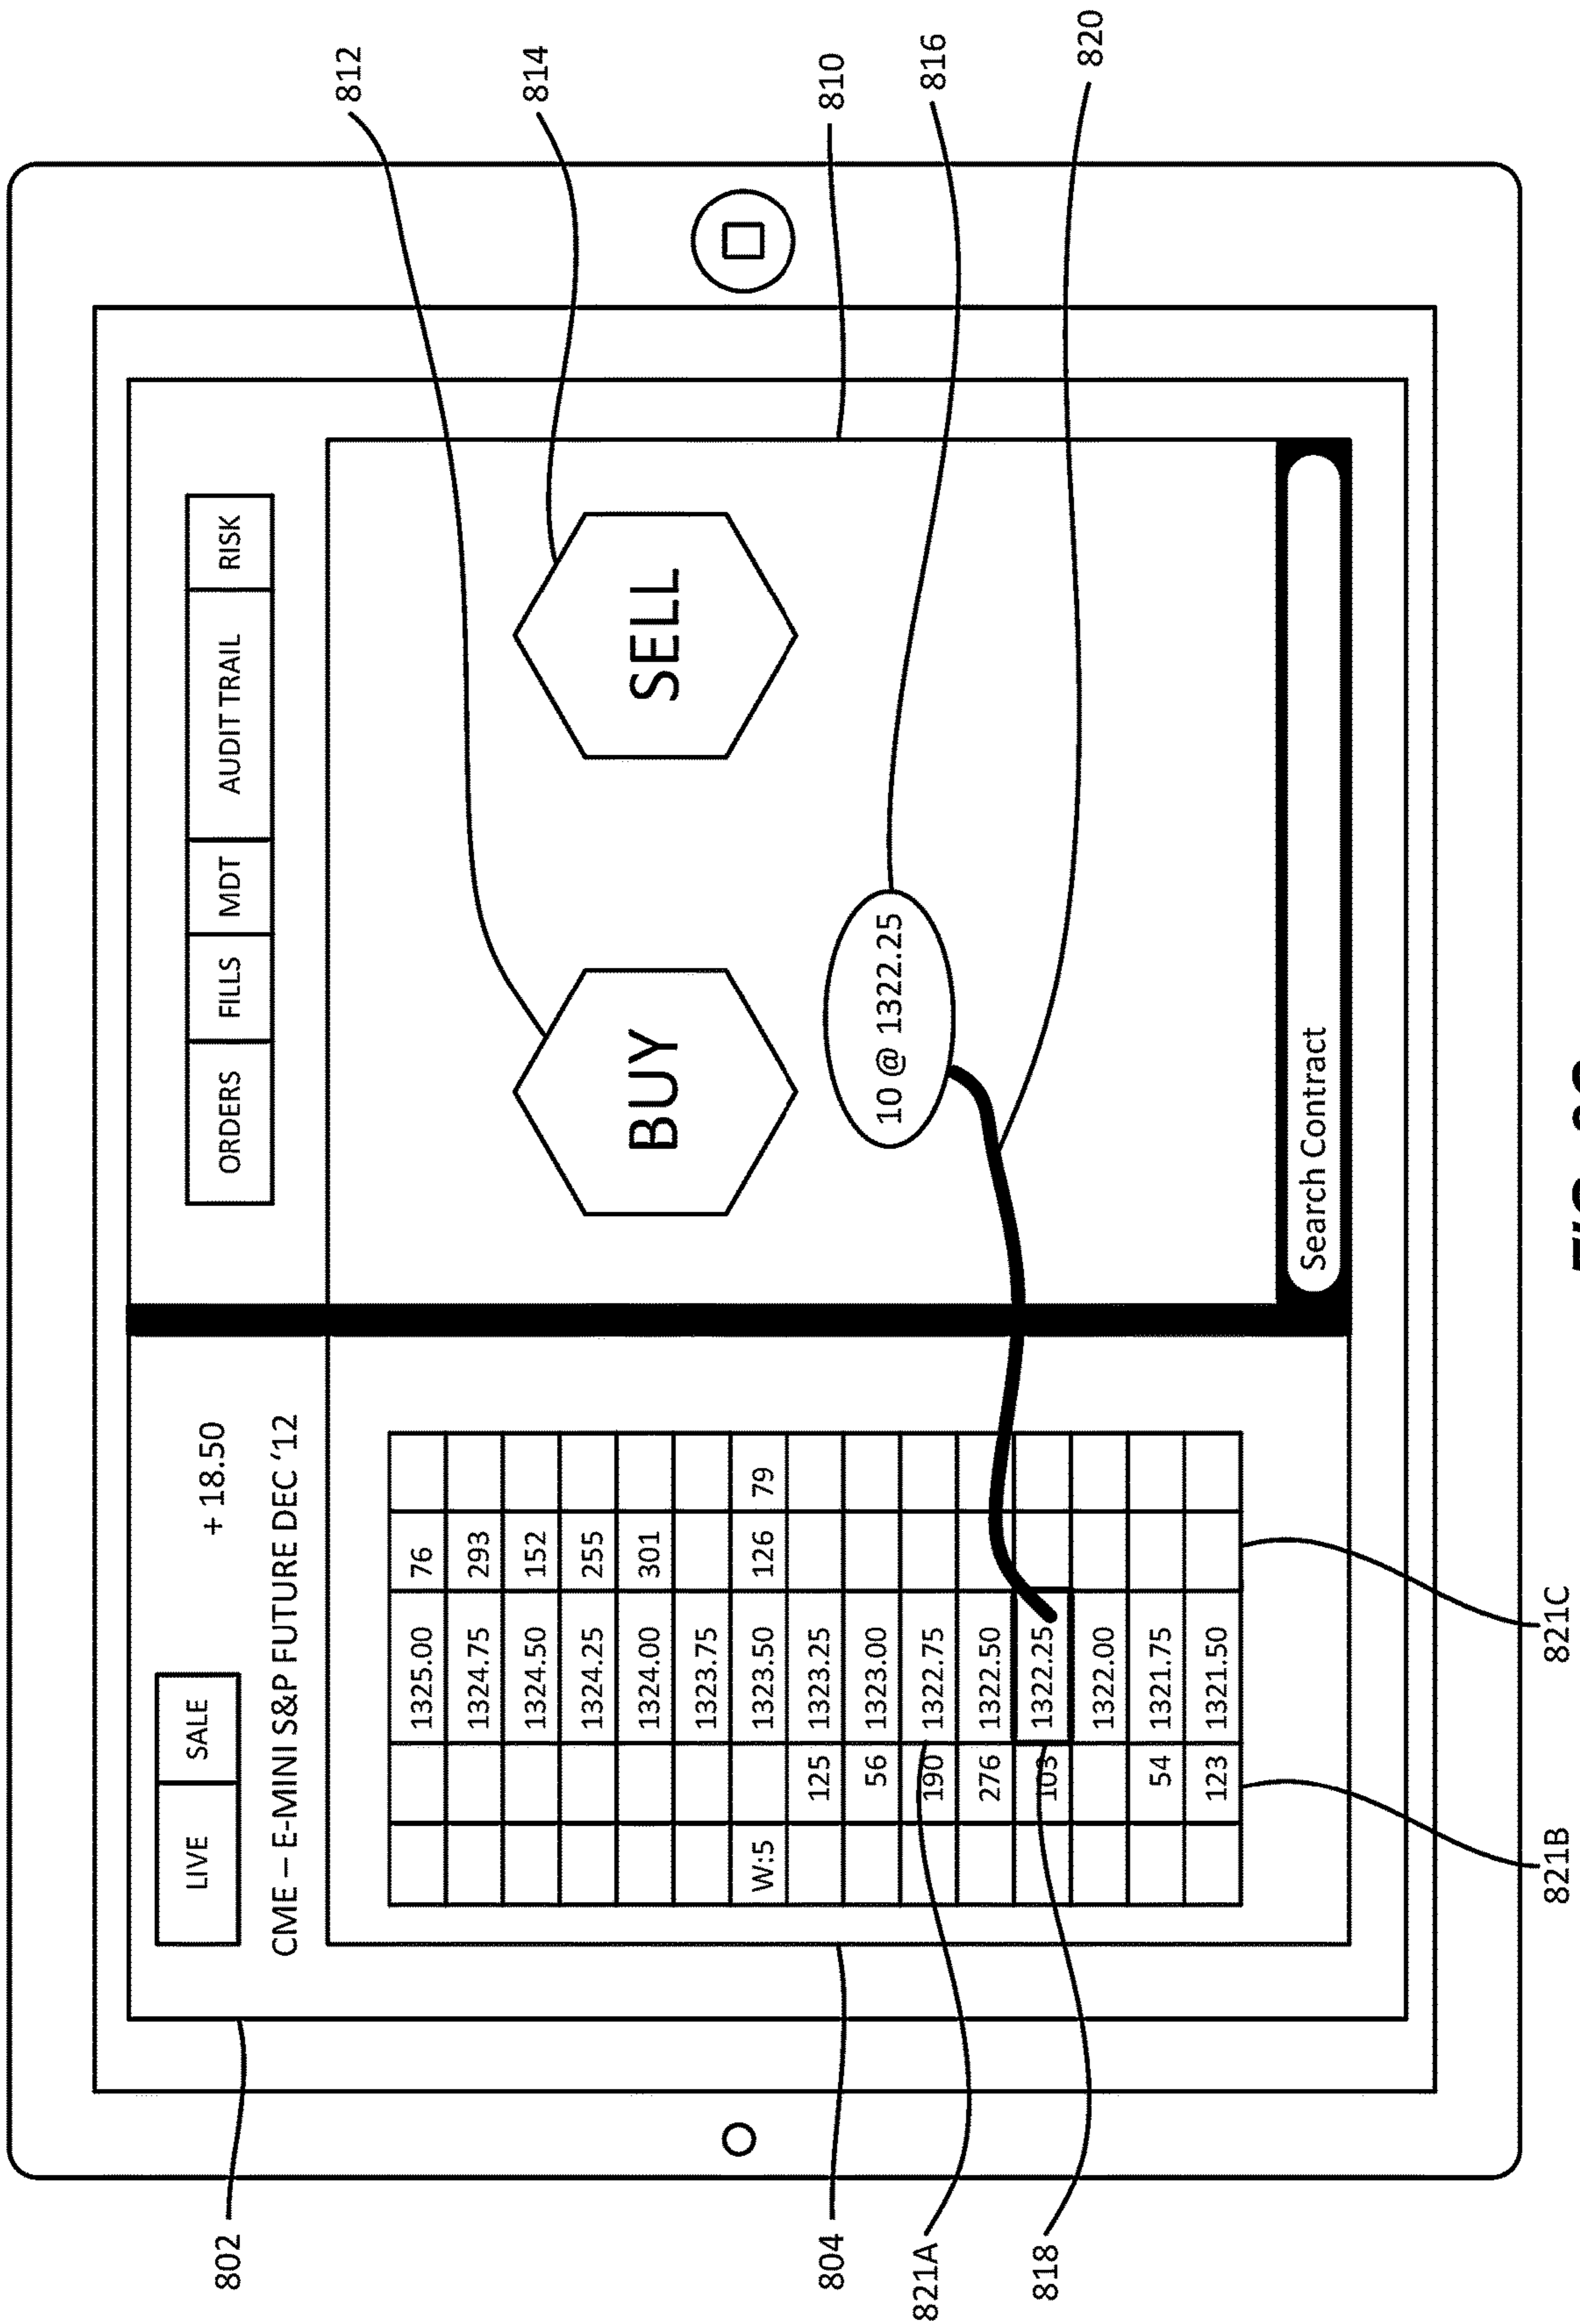 LIVE SALE
+ 18.50
802
ORDERS FILLS MDT AUDIT TRAIL RISK
CME – E-MINI S&P FUTURE DEC '12
812
814
1325.00 76
1324.75 293
1324.50 152
1324.25 255
1324.00 301
1323.75
W:5 1323.50 126 79
125 1323.25
56 1323.00
190 1322.75
276 1322.50
103 1322.25
1322.00
54 1321.75
123 1321.50
BUY
SELL
10 @ 1322.25
804
810
821A
816
818
820
Search Contract
821B
821C